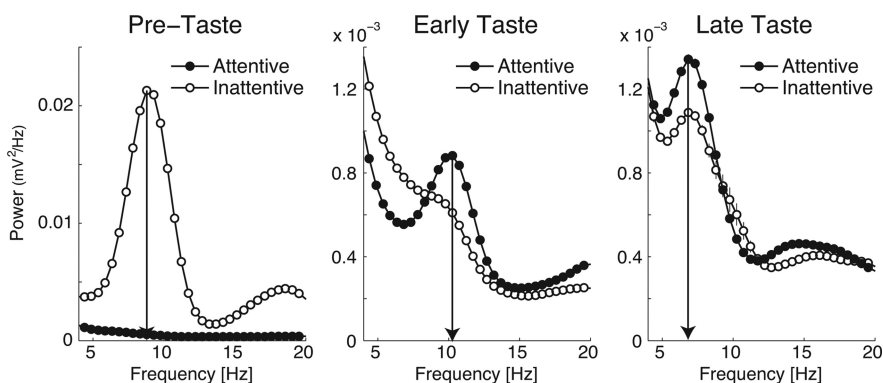 Pre–Taste
Early Taste
Late Taste
x 10⁻³
x 10⁻³
Attentive
Inattentive
Attentive
Inattentive
Attentive
Inattentive
Power (mV²/Hz)
0.02
0.01
0
1.2
0.8
0.4
0
1.2
0.8
0.4
0
5 10 15 20
5 10 15 20
5 10 15 20
Frequency [Hz]
Frequency [Hz]
Frequency [Hz]